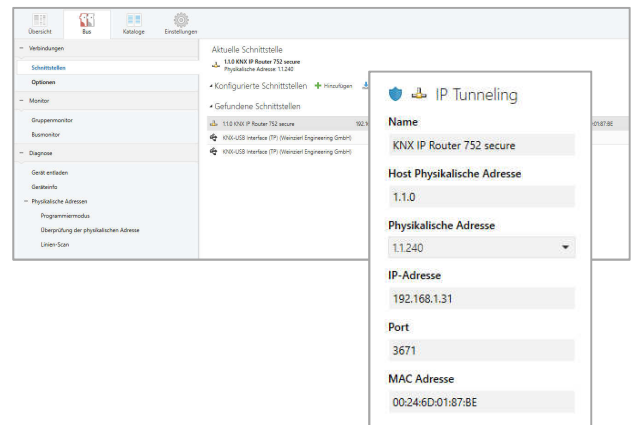 Übersicht
Bus
Kataloge
Einstellungen
Verbindungen
Schnittstellen
Optionen
Monitor
Gruppenmonitor
Busmonitor
Diagnose
Gerät entladen
Geräteinfo
Physikalische Adressen
Programmiermodus
Überprüfung der physikalischen Adresse
Linien-Scan
Aktuelle Schnittstelle
1.1.0 KNX IP Router 752 secure
Physikalische Adresse: 1.1.240
Konfigurierte Schnittstellen + Hinzufügen
Gefundene Schnittstellen
1.1.0 KNX IP Router 752 secure
KNX-USB Interface (TP) (Weinzierl Engineering GmbH)
KNX-USB Interface (TP) (Weinzierl Engineering GmbH)
IP Tunneling
Name
KNX IP Router 752 secure
Host Physikalische Adresse
1.1.0
Physikalische Adresse
1.1.240
IP-Adresse
192.168.1.31
Port
3671
MAC Adresse
00:24:6D:01:87:BE